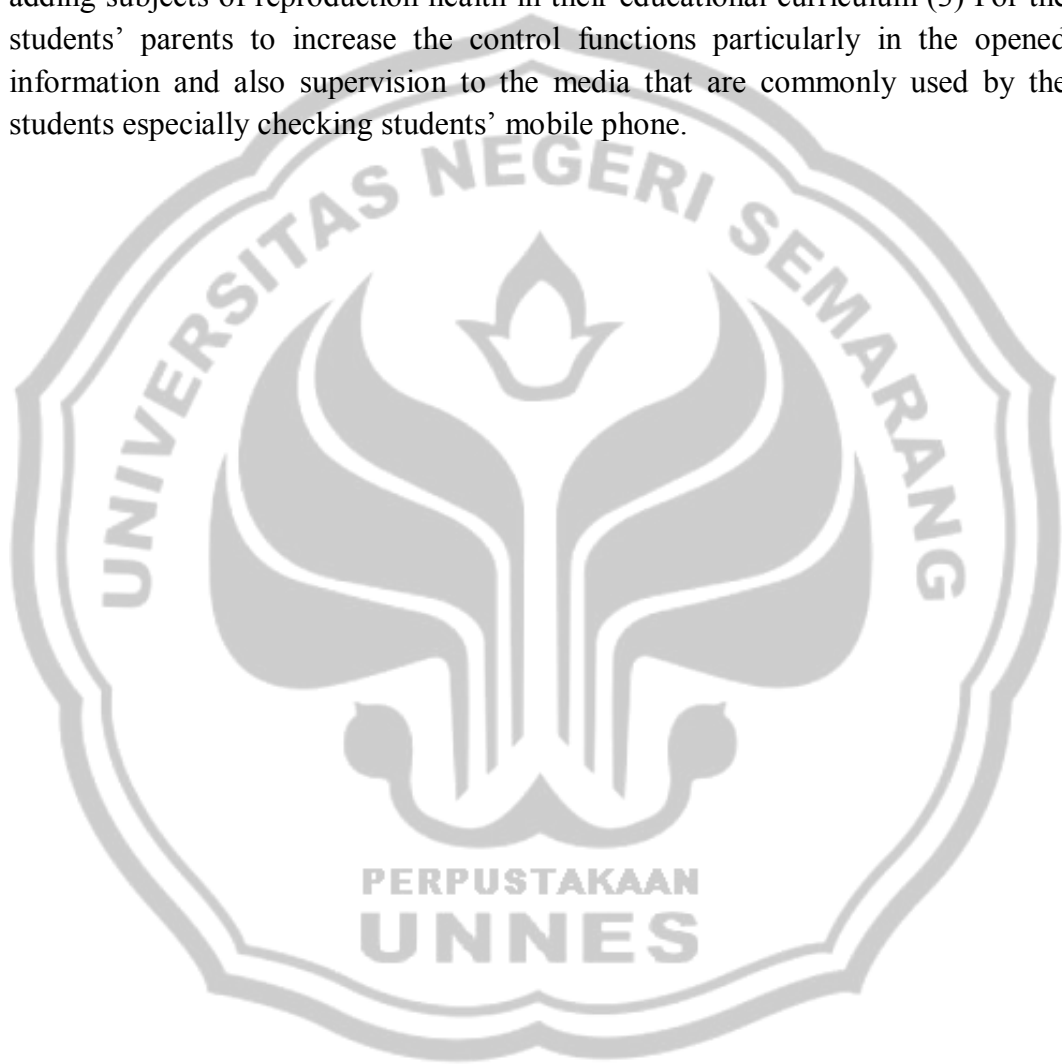 adding subjects of reproduction health in their educational curriculum (3) For the
students’ parents to increase the control functions particularly in the opened
information and also supervision to the media that are commonly used by the
students especially checking students’ mobile phone.
UNIVERSITAS NEGERI SEMARANG
PERPUSTAKAAN
UNNES